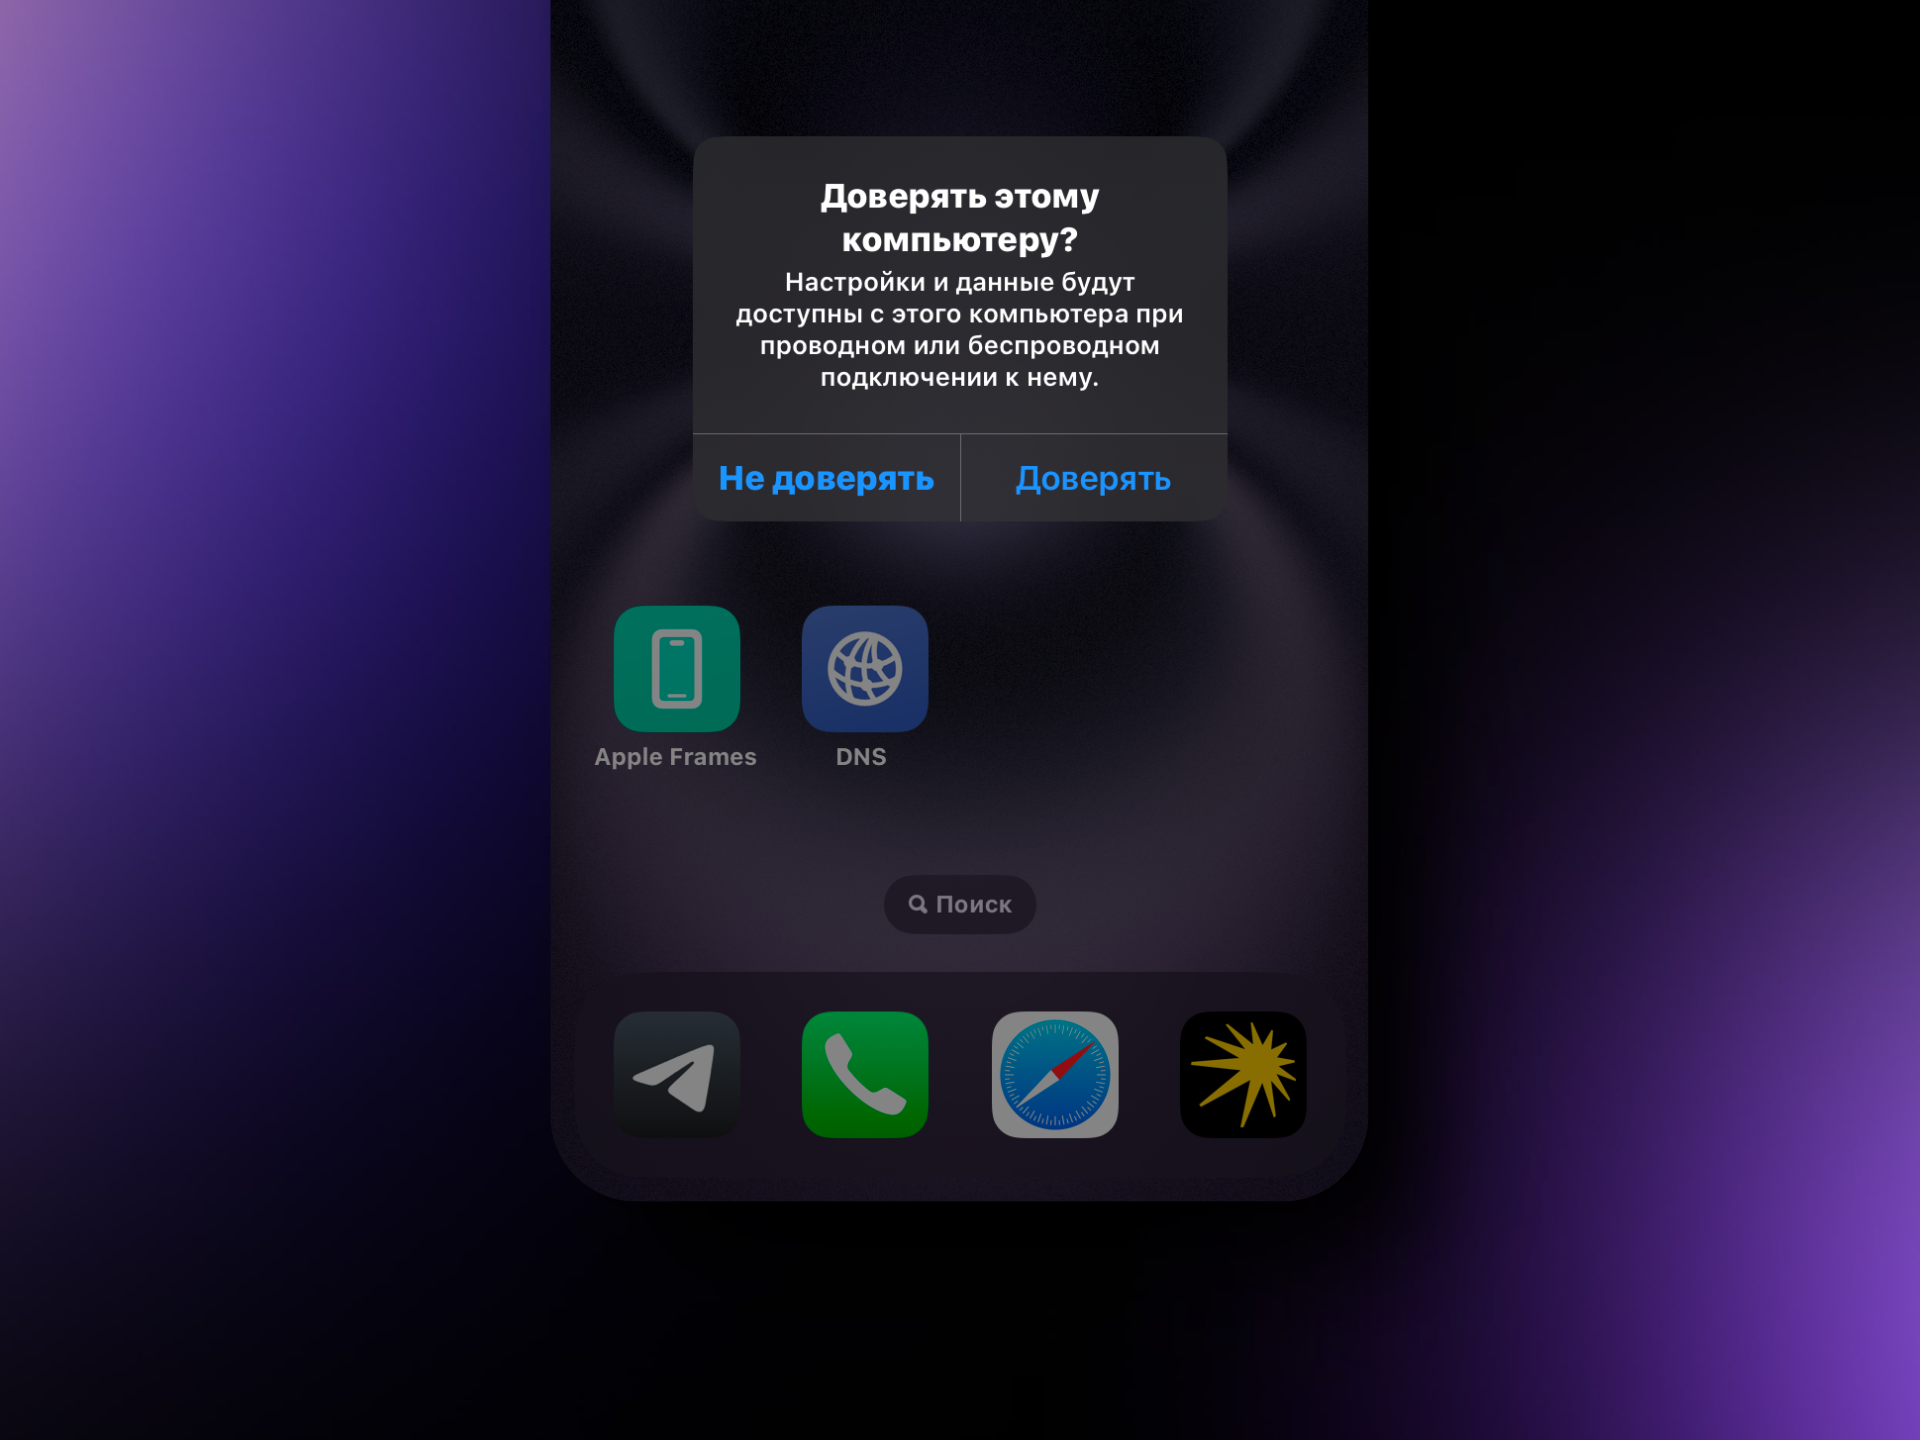 Доверять этому
компьютеру?
Настройки и данные будут
доступны с этого компьютера при
проводном или беспроводном
подключении к нему.
Не доверять
Доверять
Apple Frames
DNS
Поиск